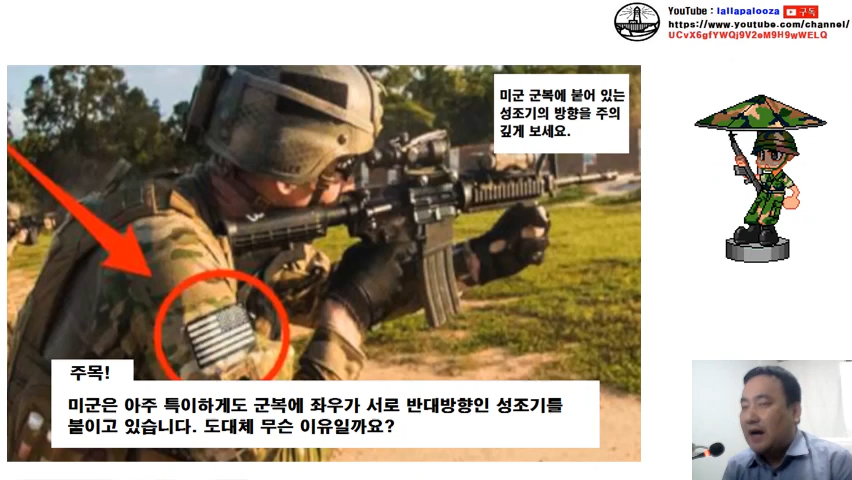 YouTube : lallapalooza 구독
https://www.youtube.com/channel/
UCvX6gfYWQj9V2eM9H9wWELQ
미군 군복에 붙어 있는
성조기의 방향을 주의
깊게 보세요.
주목!
미군은 아주 특이하게도 군복에 좌우가 서로 반대방향인 성조기를
붙이고 있습니다. 도대체 무슨 이유일까요?